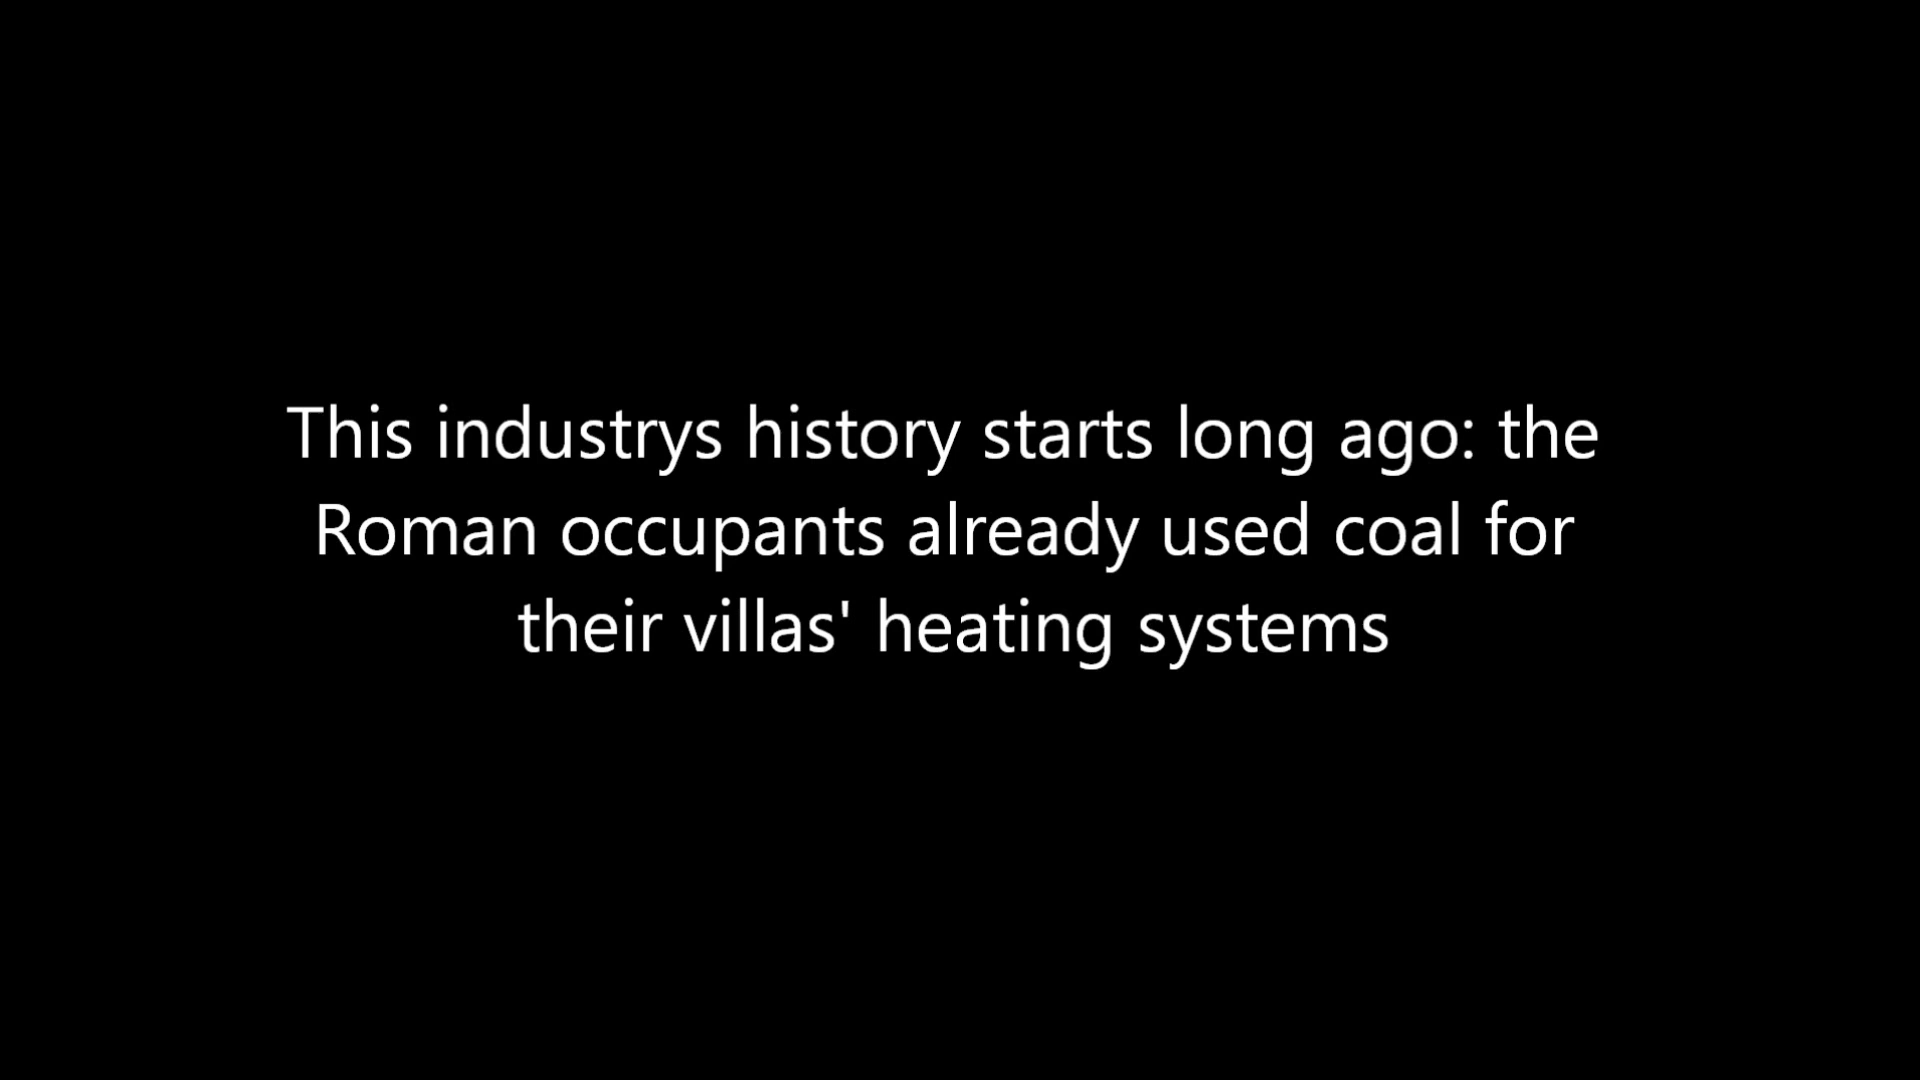 This industrys history starts long ago: the
Roman occupants already used coal for
their villas' heating systems